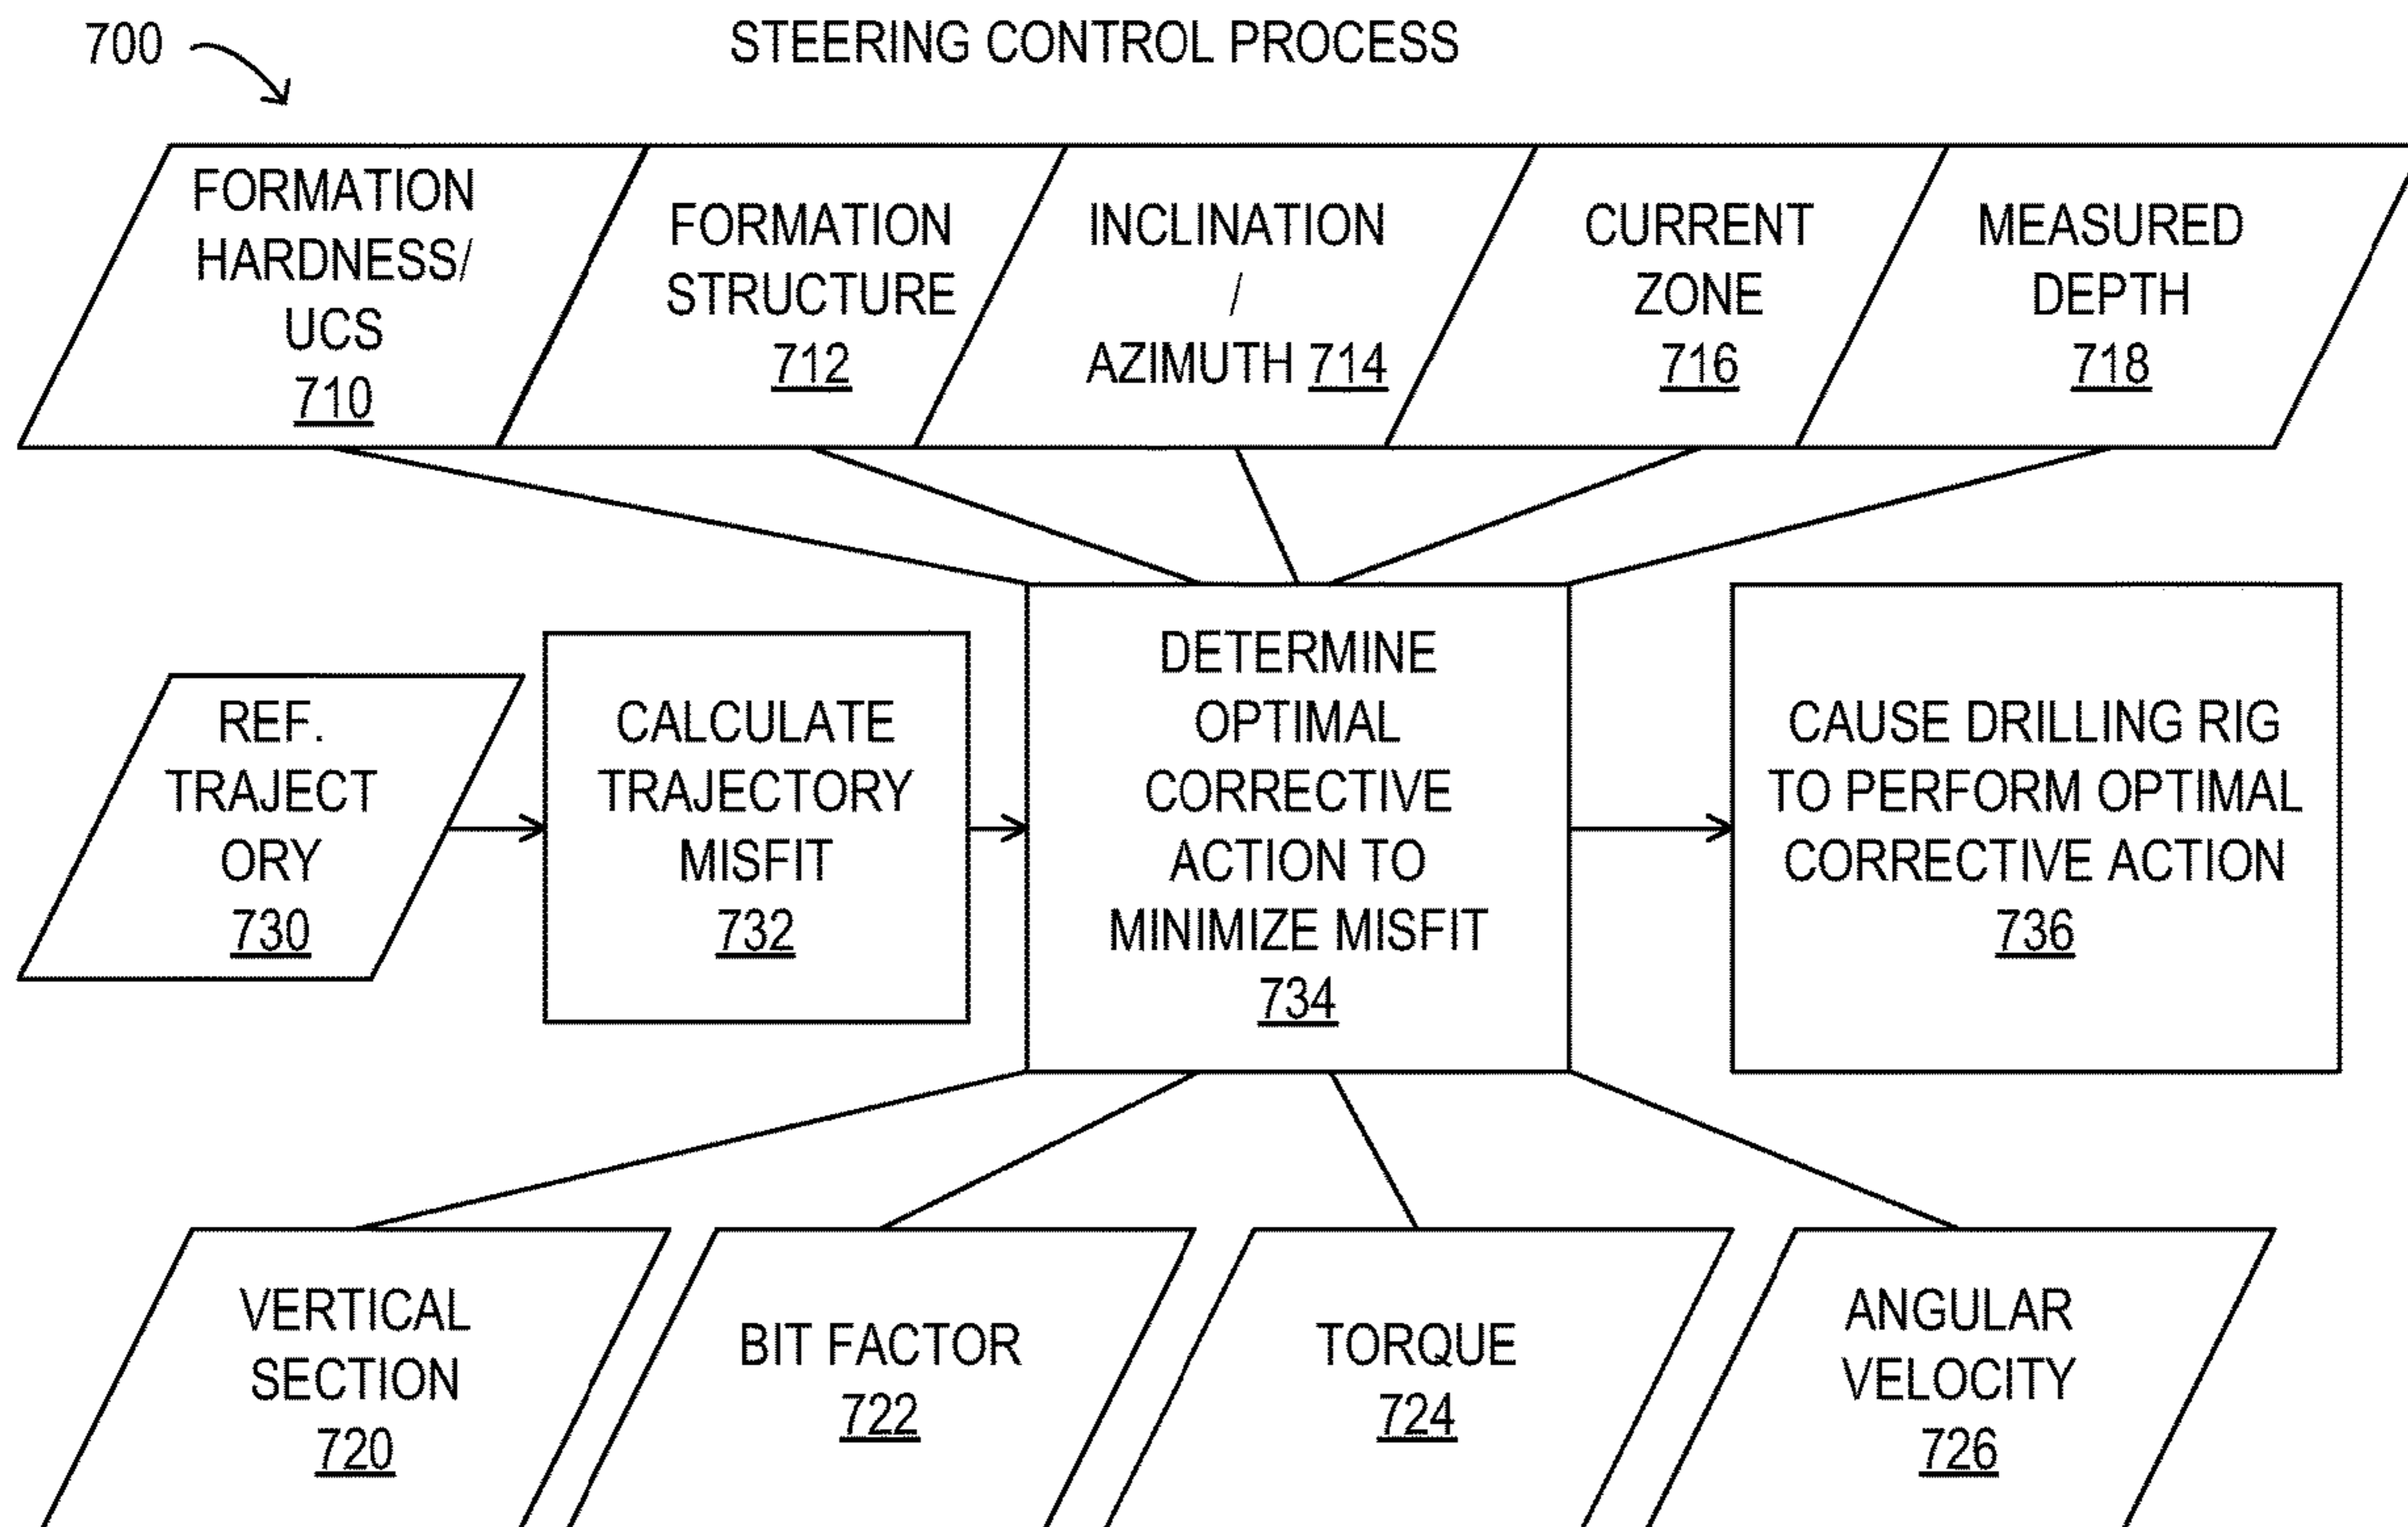 700
STEERING CONTROL PROCESS
FORMATION
HARDNESS/
UCS
710
FORMATION
STRUCTURE
712
INCLINATION
/
AZIMUTH 714
CURRENT
ZONE
716
MEASURED
DEPTH
718
REF.
TRAJECT
ORY
730
CALCULATE
TRAJECTORY
MISFIT
732
DETERMINE
OPTIMAL
CORRECTIVE
ACTION TO
MINIMIZE MISFIT
734
CAUSE DRILLING RIG
TO PERFORM OPTIMAL
CORRECTIVE ACTION
736
VERTICAL
SECTION
720
BIT FACTOR
722
TORQUE
724
ANGULAR
VELOCITY
726